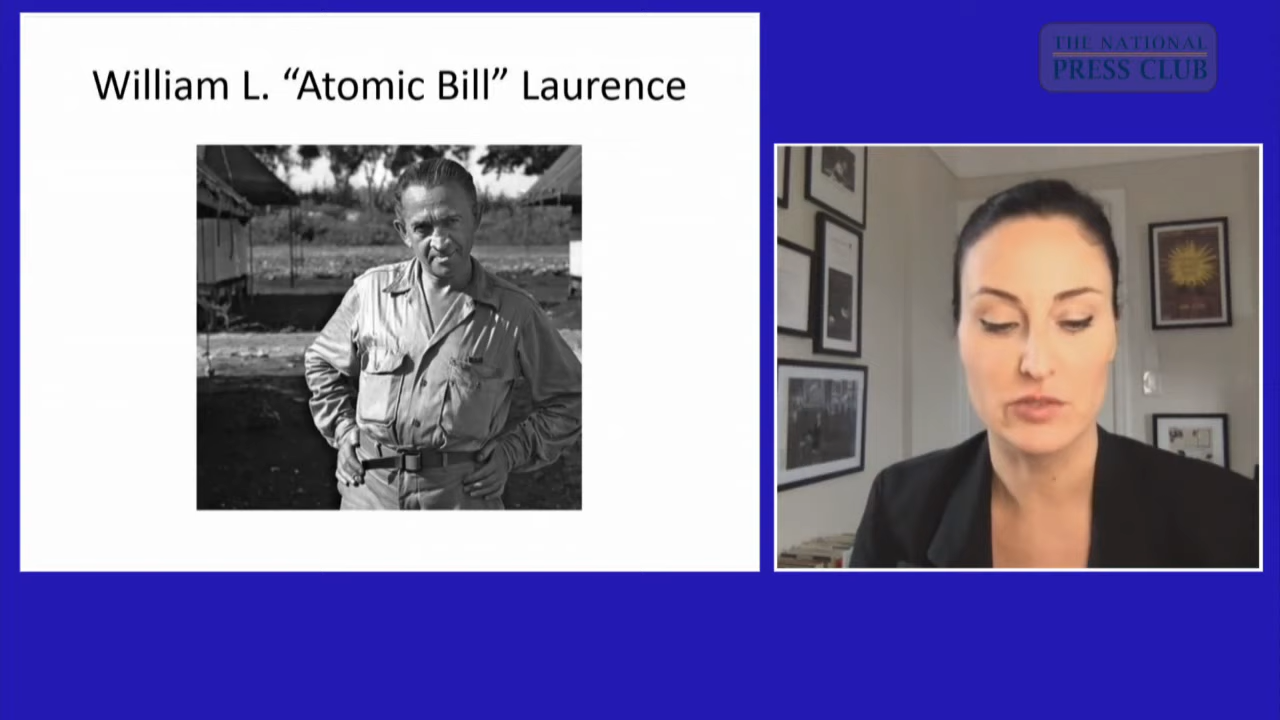 William L. “Atomic Bill” Laurence
THE NATIONAL
PRESS CLUB